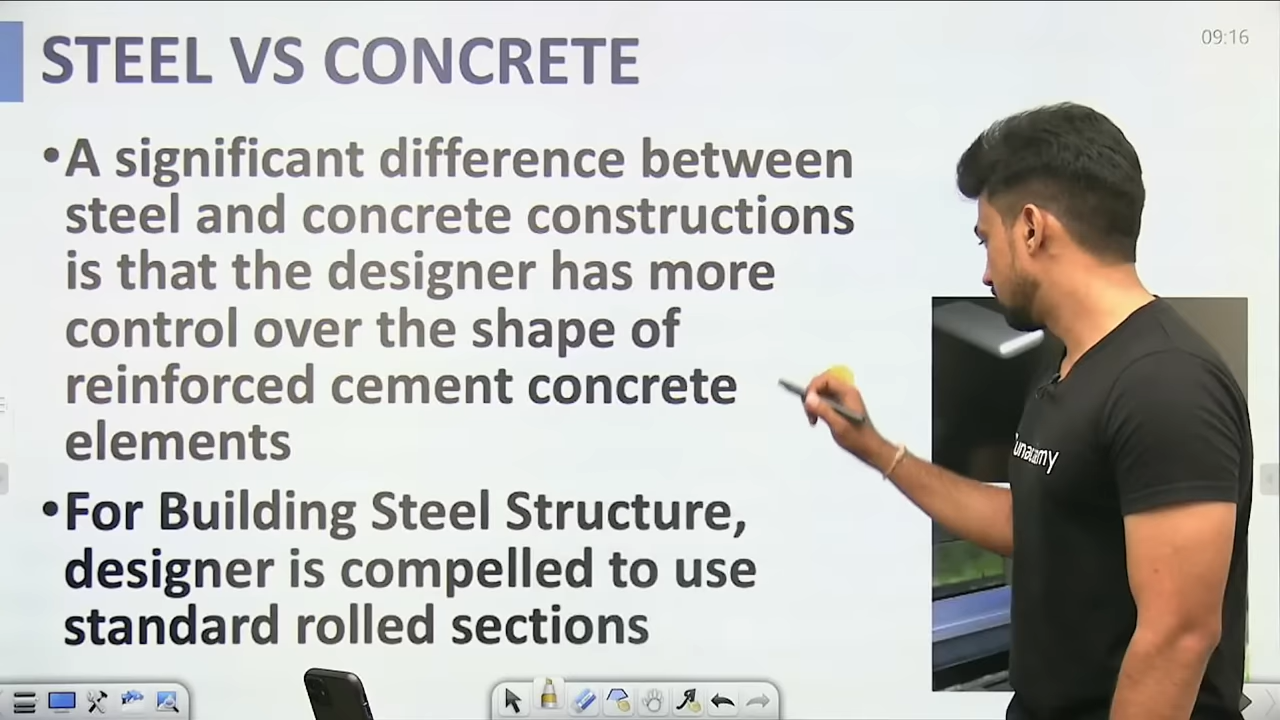 STEEL VS CONCRETE
09:16
•A significant difference between
steel and concrete constructions
is that the designer has more
control over the shape of
reinforced cement concrete
elements
•For Building Steel Structure,
designer is compelled to use
standard rolled sections
unacademy